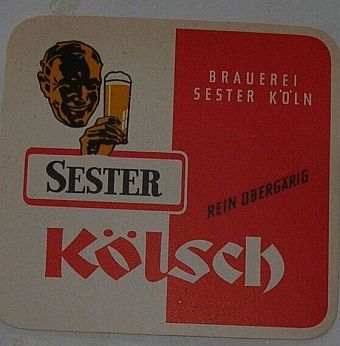 BRAUEREI
SESTER KÖLN
SESTER
REIN OBERGÄRIG
Kölsch